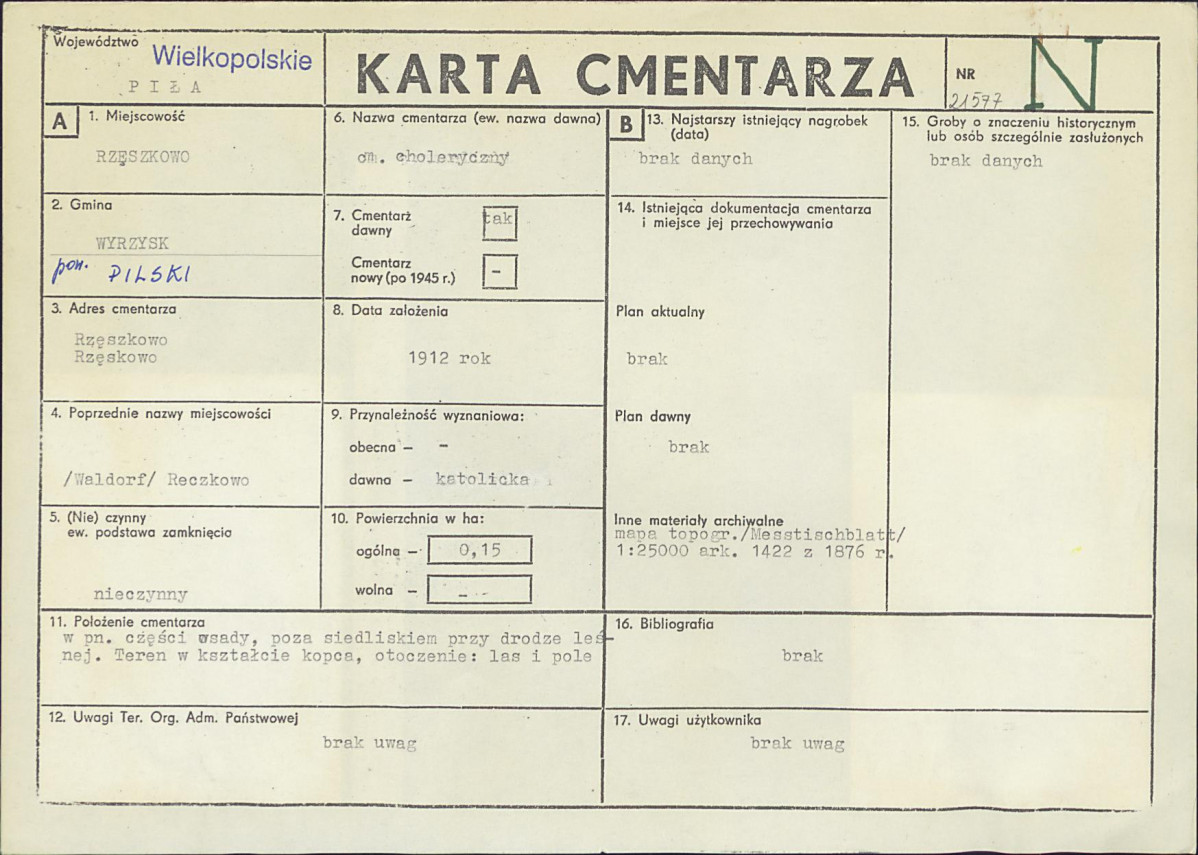 Województwo
Wielkopolskie
P I Ł A
KARTA CMENTARZA
NR
21577
N
A
1. Miejscowość
RZĘSZKOWO
2. Gmina
WYRZYSK
pow. PILSKI
3. Adres cmentarza
Rzęszkowo
Rzęskowo
4. Poprzednie nazwy miejscowości
/Waldorf/ Reczkowo
5. (Nie) czynny
ew. podstawa zamknięcia
nieczynny
6. Nazwa cmentarza (ew. nazwa dawna)
cm. choleryczny
7. Cmentarz
dawny
tak
Cmentarz
nowy (po 1945 r.)
-
8. Data założenia
1912 rok
9. Przynależność wyznaniowa:
obecna – -
dawna – katolicka
10. Powierzchnia w ha:
ogólna – 0,15
wolna – -
11. Położenie cmentarza
w pn. części osady, poza siedliskiem przy drodze leś-
nej. Teren w kształcie kopca, otoczenie: las i pole
12. Uwagi Ter. Org. Adm. Państwowej
brak uwag
B
13. Najstarszy istniejący nagrobek
(data)
brak danych
14. Istniejąca dokumentacja cmentarza
i miejsce jej przechowywania
Plan aktualny
brak
Plan dawny
brak
Inne materiały archiwalne
mapa topogr./Messtischblatt/
1:25000 ark. 1422 z 1876 r.
15. Groby o znaczeniu historycznym
lub osób szczególnie zasłużonych
brak danych
16. Bibliografia
brak
17. Uwagi użytkownika
brak uwag